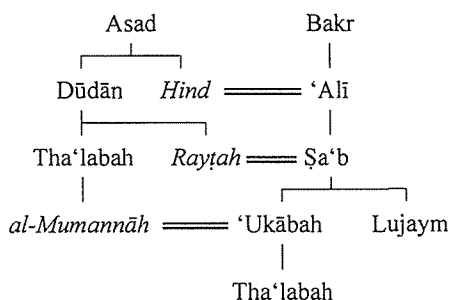 Asad Bakr
Dūdān Hind ʻAlī
Thaʻlabah Rayṭah Ṣaʻb
al-Mumannāh ʻUkābah Lujaym
Thaʻlabah